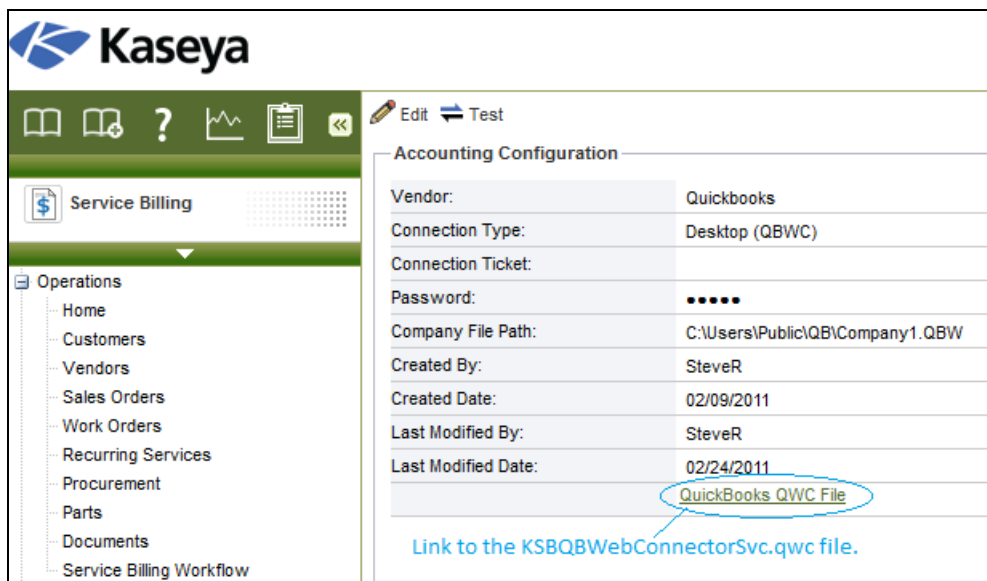 Kaseya
? Edit Test
Accounting Configuration
Service Billing
Vendor: Quickbooks
Connection Type: Desktop (QBWC)
Connection Ticket:
Password: •••••
Company File Path: C:\Users\Public\QB\Company1.QBW
Created By: SteveR
Created Date: 02/09/2011
Last Modified By: SteveR
Last Modified Date: 02/24/2011
QuickBooks QWC File
Link to the KSBQBWebConnectorSvc.qwc file.
Operations
Home
Customers
Vendors
Sales Orders
Work Orders
Recurring Services
Procurement
Parts
Documents
Service Billing Workflow